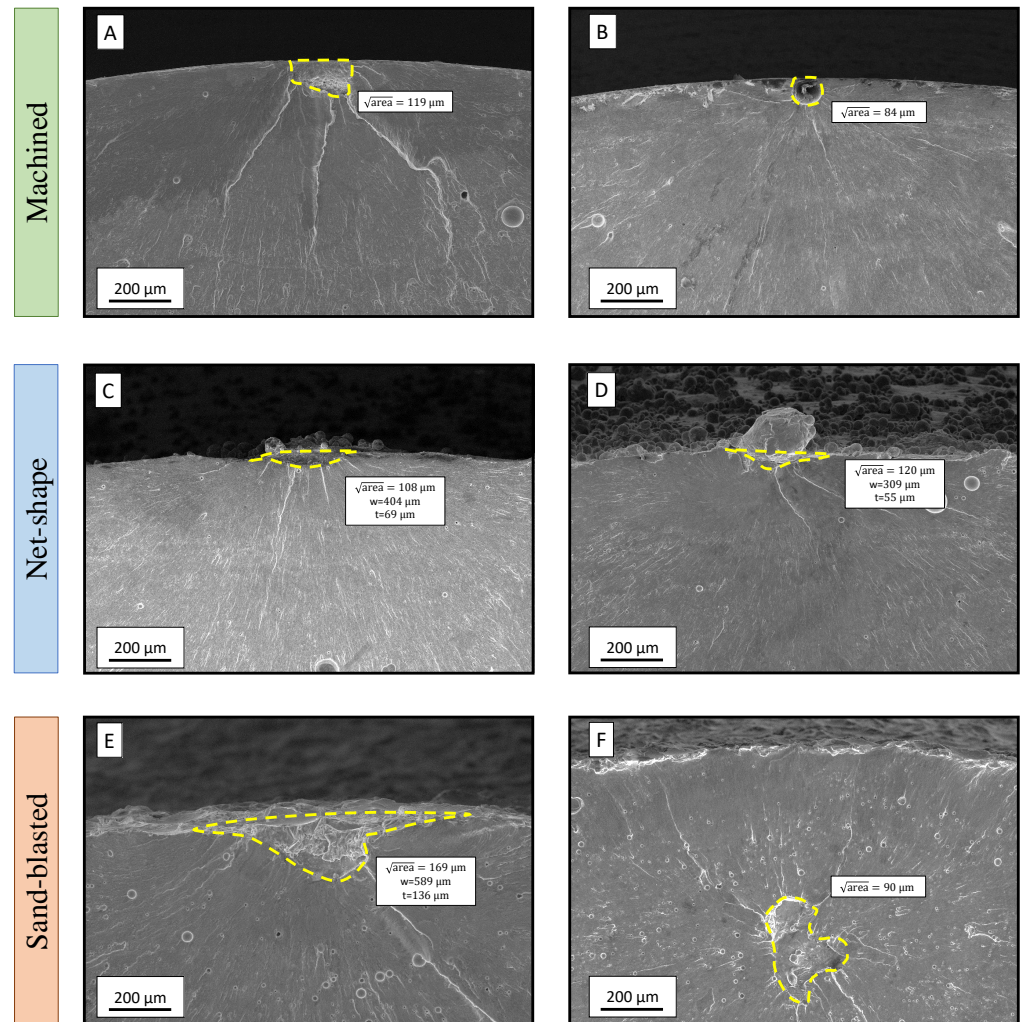 Machined
A
√area = 119 μm
200 μm
B
√area = 84 μm
200 μm
Net-shape
C
√area = 108 μm
w=404 μm
t=69 μm
200 μm
D
√area = 120 μm
w=309 μm
t=55 μm
200 μm
Sand-blasted
E
√area = 169 μm
w=589 μm
t=136 μm
200 μm
F
√area = 90 μm
200 μm